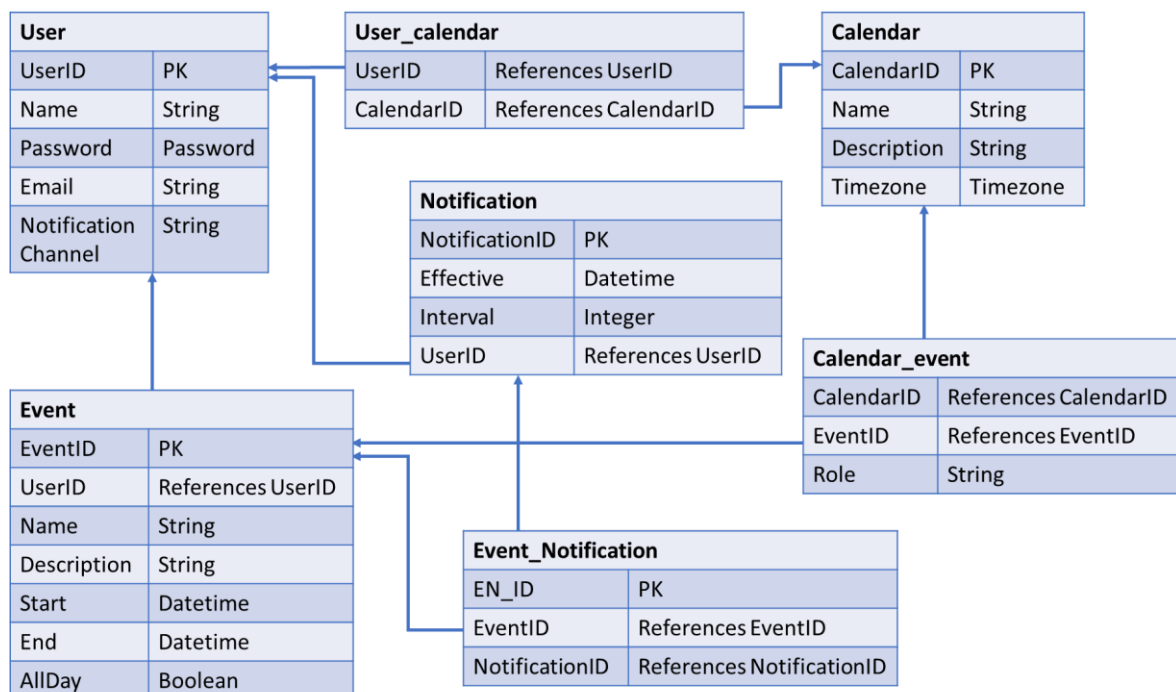 User
UserID PK
Name String
Password Password
Email String
Notification String
Channel
User_calendar
UserID References UserID
CalendarID References CalendarID
Calendar
CalendarID PK
Name String
Description String
Timezone Timezone
Notification
NotificationID PK
Effective Datetime
Interval Integer
UserID References UserID
Calendar_event
CalendarID References CalendarID
EventID References EventID
Role String
Event
EventID PK
UserID References UserID
Name String
Description String
Start Datetime
End Datetime
AllDay Boolean
Event_Notification
EN_ID PK
EventID References EventID
NotificationID References NotificationID